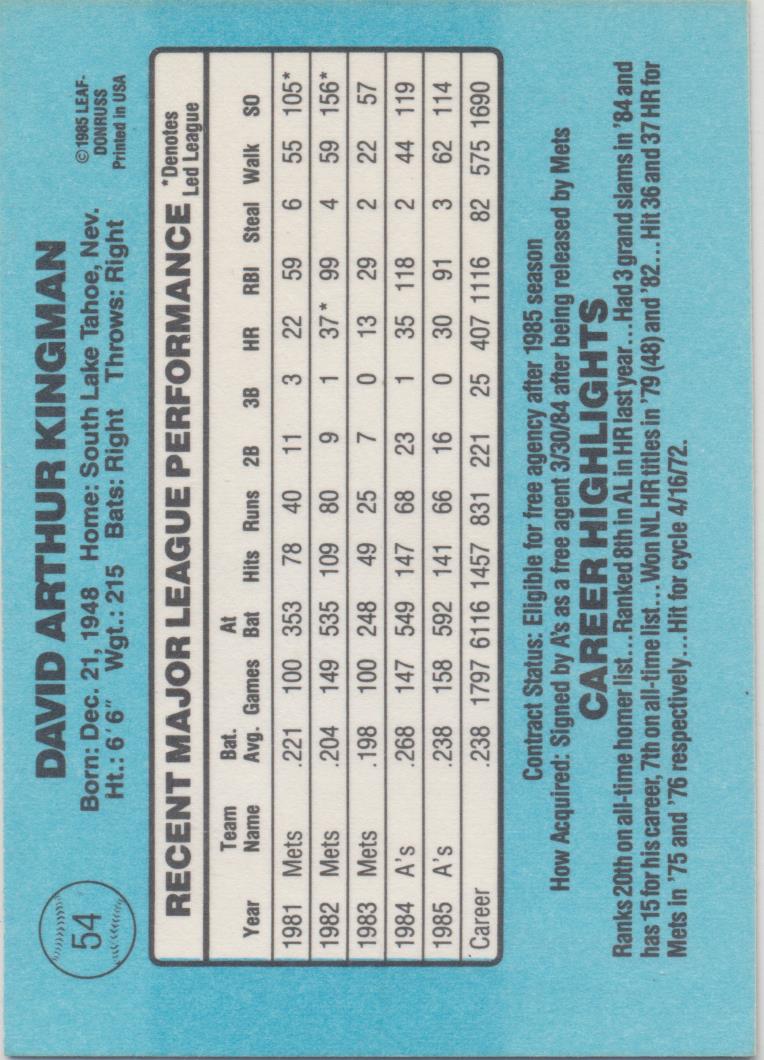 54
DAVID ARTHUR KINGMAN
Born: Dec. 21, 1948 Home: South Lake Tahoe, Nev.
Ht.: 6'6" Wgt.: 215 Bats: Right Throws: Right
©1985 LEAF-
DONRUSS
Printed in USA
RECENT MAJOR LEAGUE PERFORMANCE
*Denotes
Led League
Year Team Name Bat. Avg. Games At Bat Hits Runs 2B 3B HR RBI Steal Walk SO
1981 Mets .221 100 353 78 40 11 3 22 59 6 55 105*
1982 Mets .204 149 535 109 80 9 1 37* 99 4 59 156*
1983 Mets .198 100 248 49 25 7 0 13 29 2 22 57
1984 A's .268 147 549 147 68 23 1 35 118 2 44 119
1985 A's .238 158 592 141 66 16 0 30 91 3 62 114
Career .238 1797 6116 1457 831 221 25 407 1116 82 575 1690
Contract Status: Eligible for free agency after 1985 season
How Acquired: Signed by A's as a free agent 3/30/84 after being released by Mets
CAREER HIGHLIGHTS
Ranks 20th on all-time homer list...Ranked 8th in AL in HR last year...Had 3 grand slams in '84 and
has 15 for his career, 7th on all-time list...Won NL HR titles in '79 (48) and '82...Hit 36 and 37 HR for
Mets in '75 and '76 respectively...Hit for cycle 4/16/72.